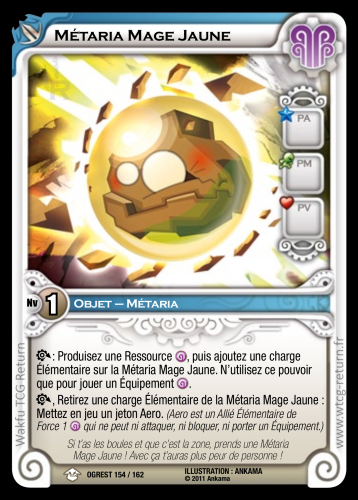 MÉTARIA MAGE JAUNE
PA
PM
PV
Nv 1 OBJET – MÉTARIA
: Produisez une Ressource , puis ajoutez une charge
Élémentaire sur la Métaria Mage Jaune. N'utilisez ce pouvoir
que pour jouer un Équipement .
, Retirez une charge Élémentaire de la Métaria Mage Jaune :
Mettez en jeu un jeton Aero. (Aero est un Allié Élémentaire de
Force 1 qui ne peut ni attaquer, ni bloquer, ni porter un Équipement.)
Si t'as les boules et que c'est la zone, prends une Métaria
Mage Jaune ! Avec ça t'auras plus peur de personne !
OGREST 154 / 162
ILLUSTRATION : ANKAMA
© 2011 Ankama
Wakfu TCG Return
www.wtcg-return.fr